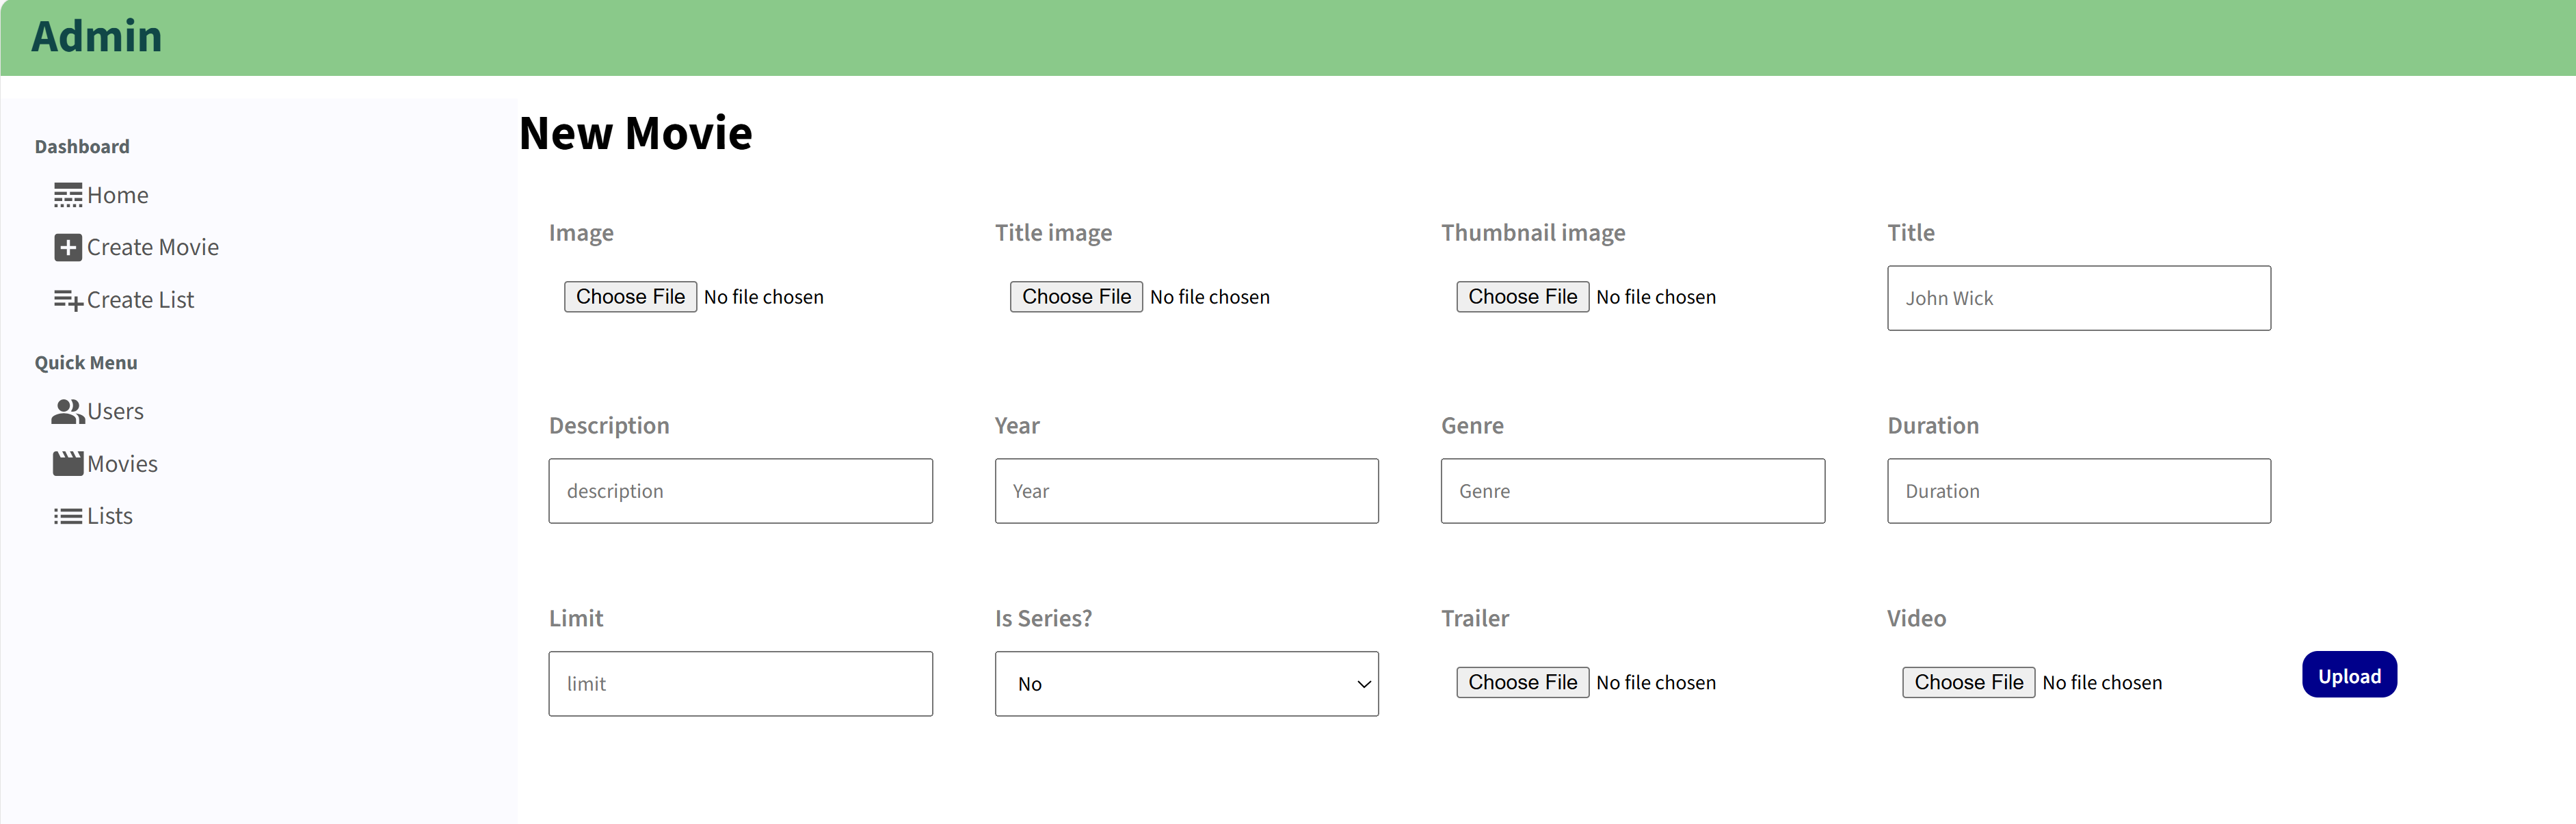 Admin
Dashboard
Home
Create Movie
Create List
Quick Menu
Users
Movies
Lists
New Movie
Image
Choose File No file chosen
Title image
Choose File No file chosen
Thumbnail image
Choose File No file chosen
Title
John Wick
Description
description
Year
Year
Genre
Genre
Duration
Duration
Limit
limit
Is Series?
No
Trailer
Choose File No file chosen
Video
Choose File No file chosen
Upload